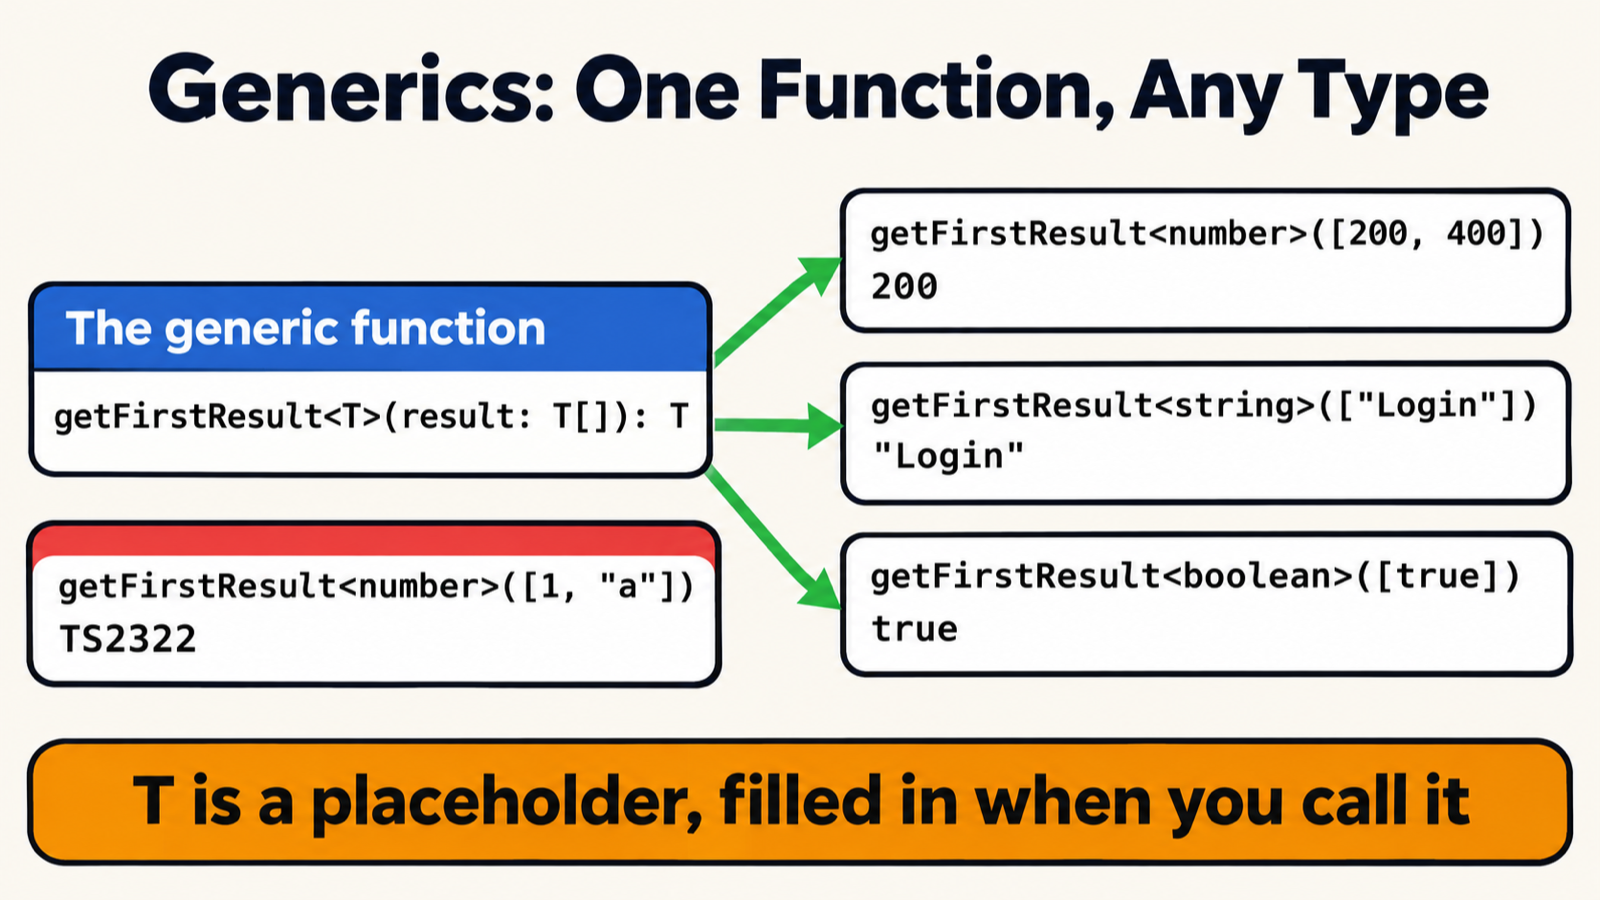 Generics: One Function, Any Type
The generic function
getFirstResult<T>(result: T[]): T
getFirstResult<number>([1, "a"])
TS2322
getFirstResult<number>([200, 400])
200
getFirstResult<string>(["Login"])
"Login"
getFirstResult<boolean>([true])
true
T is a placeholder, filled in when you call it